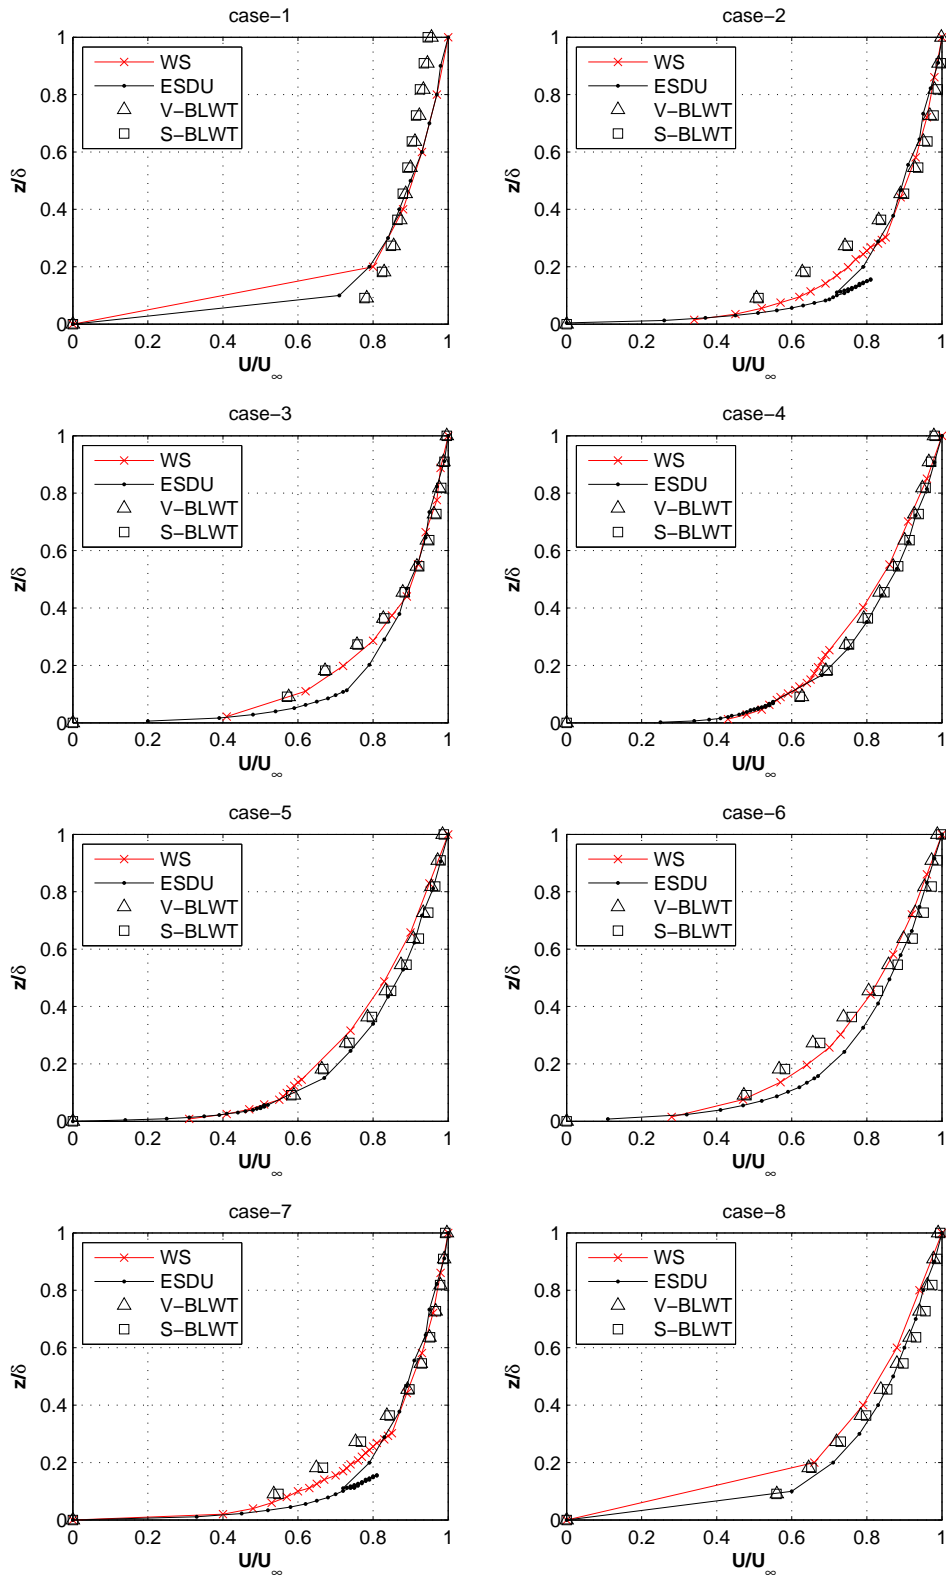 case-1
1
0.8
0.6
0.4
0.2
0
z/δ
WS
ESDU
V-BLWT
S-BLWT
0 0.2 0.4 0.6 0.8 1
U/U∞
case-2
1
0.8
0.6
0.4
0.2
0
z/δ
WS
ESDU
V-BLWT
S-BLWT
0 0.2 0.4 0.6 0.8 1
U/U∞
case-3
1
0.8
0.6
0.4
0.2
0
z/δ
WS
ESDU
V-BLWT
S-BLWT
0 0.2 0.4 0.6 0.8 1
U/U∞
case-4
1
0.8
0.6
0.4
0.2
0
z/δ
WS
ESDU
V-BLWT
S-BLWT
0 0.2 0.4 0.6 0.8 1
U/U∞
case-5
1
0.8
0.6
0.4
0.2
0
z/δ
WS
ESDU
V-BLWT
S-BLWT
0 0.2 0.4 0.6 0.8 1
U/U∞
case-6
1
0.8
0.6
0.4
0.2
0
z/δ
WS
ESDU
V-BLWT
S-BLWT
0 0.2 0.4 0.6 0.8 1
U/U∞
case-7
1
0.8
0.6
0.4
0.2
0
z/δ
WS
ESDU
V-BLWT
S-BLWT
0 0.2 0.4 0.6 0.8 1
U/U∞
case-8
1
0.8
0.6
0.4
0.2
0
z/δ
WS
ESDU
V-BLWT
S-BLWT
0 0.2 0.4 0.6 0.8 1
U/U∞